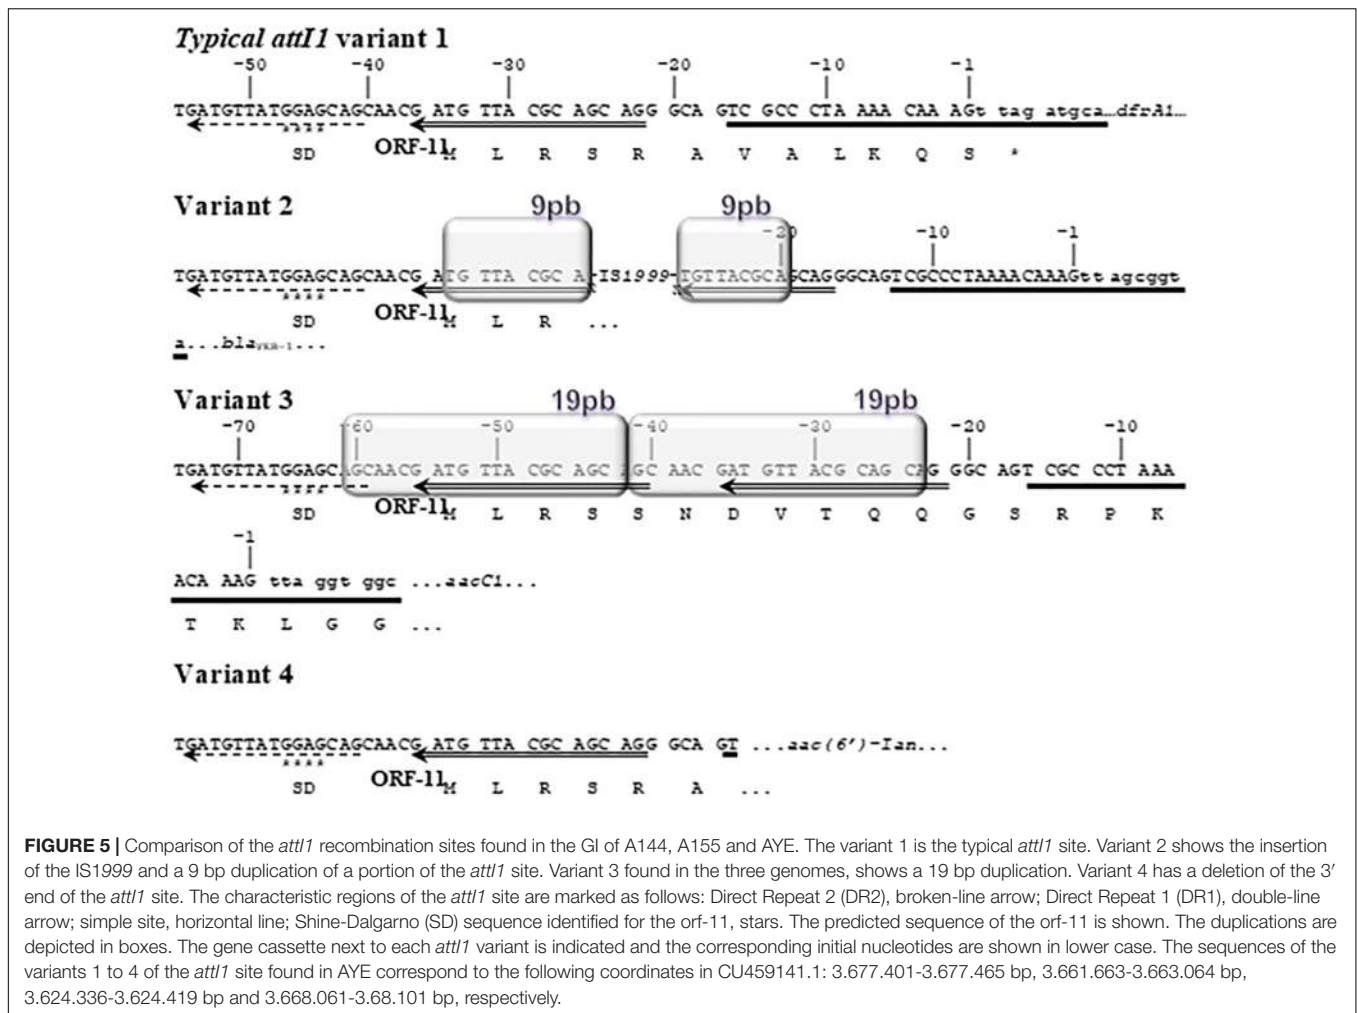 Typical attI1 variant 1
-50 -40 -30 -20 -10 -1
TGATGTTATGGAGCAGCAACG ATG TTA CGC AGC AGG GCA GTC GCC CTA AAA CAA AGt tag atgca…dfrA1…
****
SD ORF-11 M L R S R A V A L K Q S *
Variant 2 9pb 9pb
-20 -10 -1
TGATGTTATGGAGCAGCAACG ATG TTA CGC A-IS1999-TGTTACGCAGCAGGGCAGTCGCCCTAAAACAAAGtt agcggt
****
SD ORF-11 M L R ...
a...bla ...
Variant 3 19pb 19pb
-70 -60 -50 -40 -30 -20 -10
TGATGTTATGGAGCAGCAACG ATG TTA CGC AGC AGC AAC GAT GTT ACG CAG CAG GGC AGT CGC CCT AAA
****
SD ORF-11 M L R S S N D V T Q Q G S R P K
-1
ACA AAG tta ggt ggc ...aacC1...
T K L G G ...
Variant 4
TGATGTTATGGAGCAGCAACG ATG TTA CGC AGC AGG GCA GT ...aac(6')-Ian...
****
SD ORF-11 M L R S R A ...
FIGURE 5 | Comparison of the attI1 recombination sites found in the GI of A144, A155 and AYE. The variant 1 is the typical attI1 site. Variant 2 shows the insertion
of the IS1999 and a 9 bp duplication of a portion of the attI1 site. Variant 3 found in the three genomes, shows a 19 bp duplication. Variant 4 has a deletion of the 3′
end of the attI1 site. The characteristic regions of the attI1 site are marked as follows: Direct Repeat 2 (DR2), broken-line arrow; Direct Repeat 1 (DR1), double-line
arrow; simple site, horizontal line; Shine-Dalgarno (SD) sequence identified for the orf-11, stars. The predicted sequence of the orf-11 is shown. The duplications are
depicted in boxes. The gene cassette next to each attI1 variant is indicated and the corresponding initial nucleotides are shown in lower case. The sequences of the
variants 1 to 4 of the attI1 site found in AYE correspond to the following coordinates in CU459141.1: 3.677.401-3.677.465 bp, 3.661.663-3.663.064 bp,
3.624.336-3.624.419 bp and 3.668.061-3.68.101 bp, respectively.